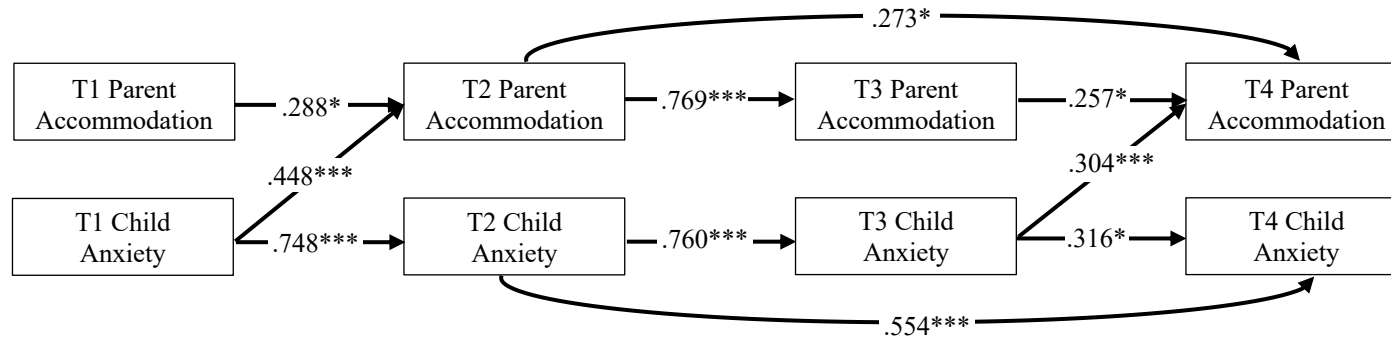 .273*
T1 Parent
Accommodation
.288*
T2 Parent
Accommodation
.769***
T3 Parent
Accommodation
.257*
T4 Parent
Accommodation
.448***
.304***
T1 Child
Anxiety
.748***
T2 Child
Anxiety
.760***
T3 Child
Anxiety
.316*
T4 Child
Anxiety
.554***